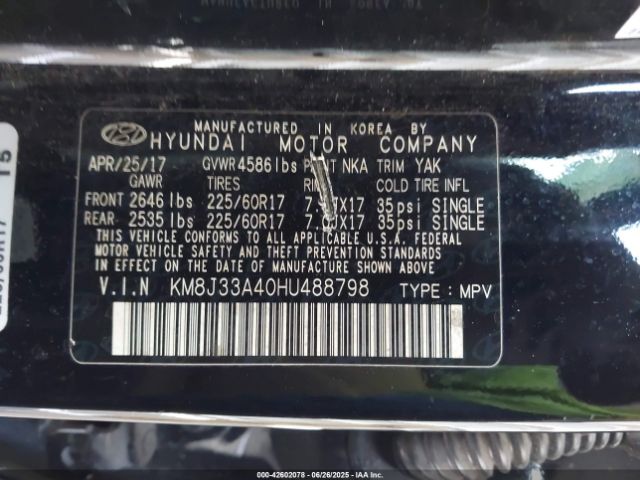 MANUFACTURED IN KOREA BY
HYUNDAI MOTOR COMPANY
APR/25/17 GVWR 4586 lbs PAINT NKA TRIM YAK
GAWR TIRES COLD TIRE INFL
FRONT 2646 lbs 225/60R17 35psi SINGLE
REAR 2535 lbs 225/60R17 35psi SINGLE
THIS VEHICLE CONFORMS TO ALL APPLICABLE U.S.A. FEDERAL
MOTOR VEHICLE SAFETY, BUMPER, AND THEFT PREVENTION
STANDARDS IN EFFECT ON THE DATE OF MANUFACTURE SHOWN ABOVE.
V.I.N KM8J33A40HU488798 TYPE : MPV
000-42602078 - 06/26/2025 - IAA Inc.